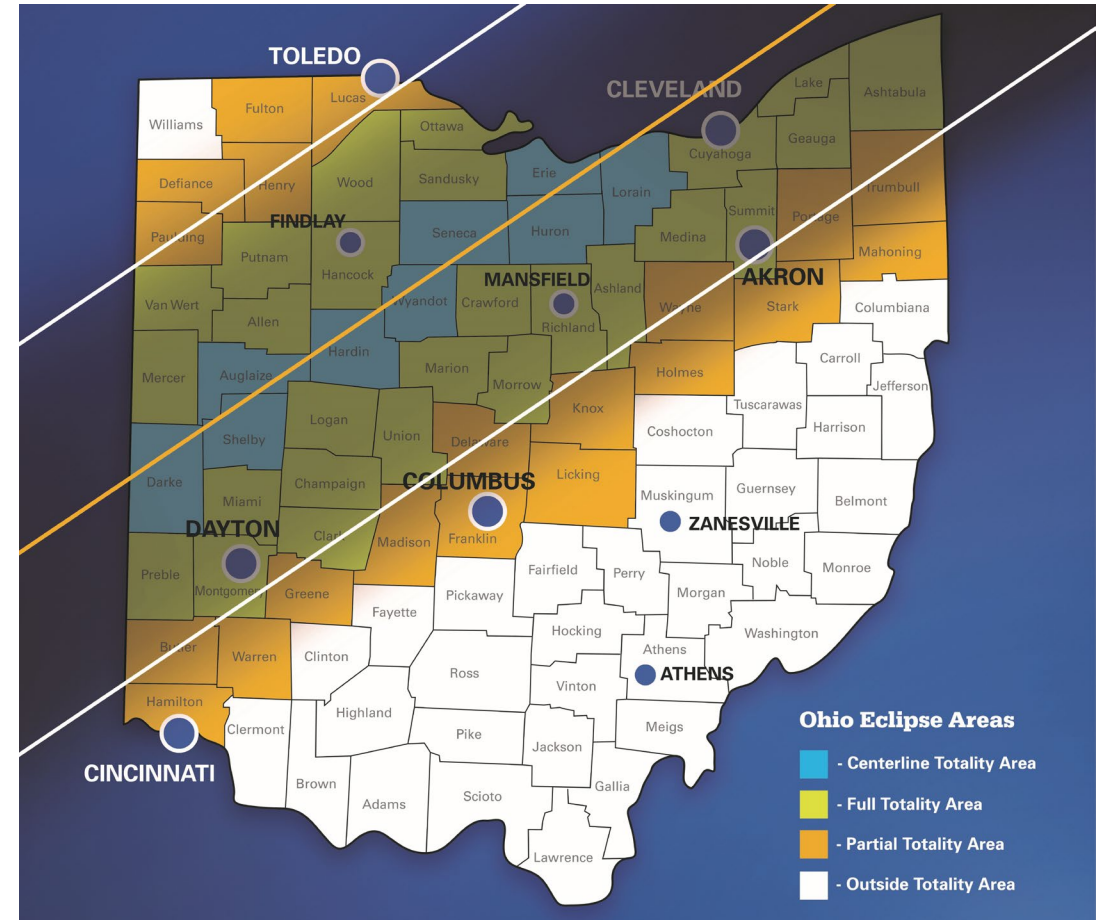 TOLEDO
CLEVELAND
Lake
Ashtabula
Fulton
Lucas
Williams
Ottawa
Geauga
Cuyahoga
Erie
Sandusky
Wood
Defiance
Henry
Lorain
Trumbull
Summit
Portage
FINDLAY
Seneca
Huron
Medina
Paulding
Putnam
Mahoning
Hancock
MANSFIELD
AKRON
Ashland
Van Wert
Wyandot
Crawford
Wayne
Stark
Columbiana
Allen
Richland
Hardin
Carroll
Marion
Holmes
Mercer
Auglaize
Morrow
Jefferson
Knox
Tuscarawas
Logan
Harrison
Coshocton
Union
Shelby
Delaware
Licking
Darke
Champaign
COLUMBUS
Guernsey
Muskingum
Belmont
Miami
DAYTON
ZANESVILLE
Clark
Madison
Franklin
Noble
Preble
Fairfield
Perry
Monroe
Montgomery
Greene
Pickaway
Morgan
Fayette
Hocking
Washington
Butler
Warren
Clinton
Athens
Ross
ATHENS
Vinton
Hamilton
Highland
Clermont
Meigs
Pike
Jackson
CINCINNATI
Brown
Gallia
Scioto
Adams
Lawrence
Ohio Eclipse Areas
- Centerline Totality Area
- Full Totality Area
- Partial Totality Area
- Outside Totality Area